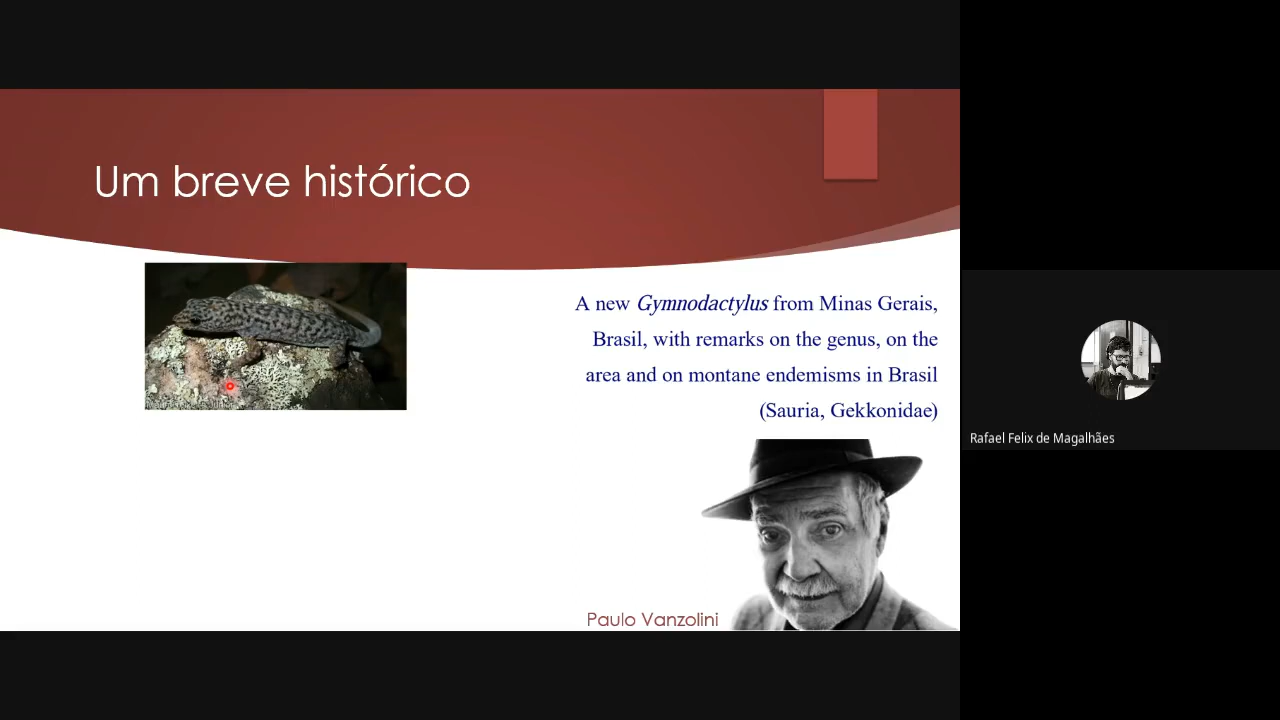 Um breve histórico
A new Gymnodactylus from Minas Gerais,
Brasil, with remarks on the genus, on the
area and on montane endemisms in Brasil
(Sauria, Gekkonidae)
Paulo Vanzolini
Rafael Felix de Magalhães